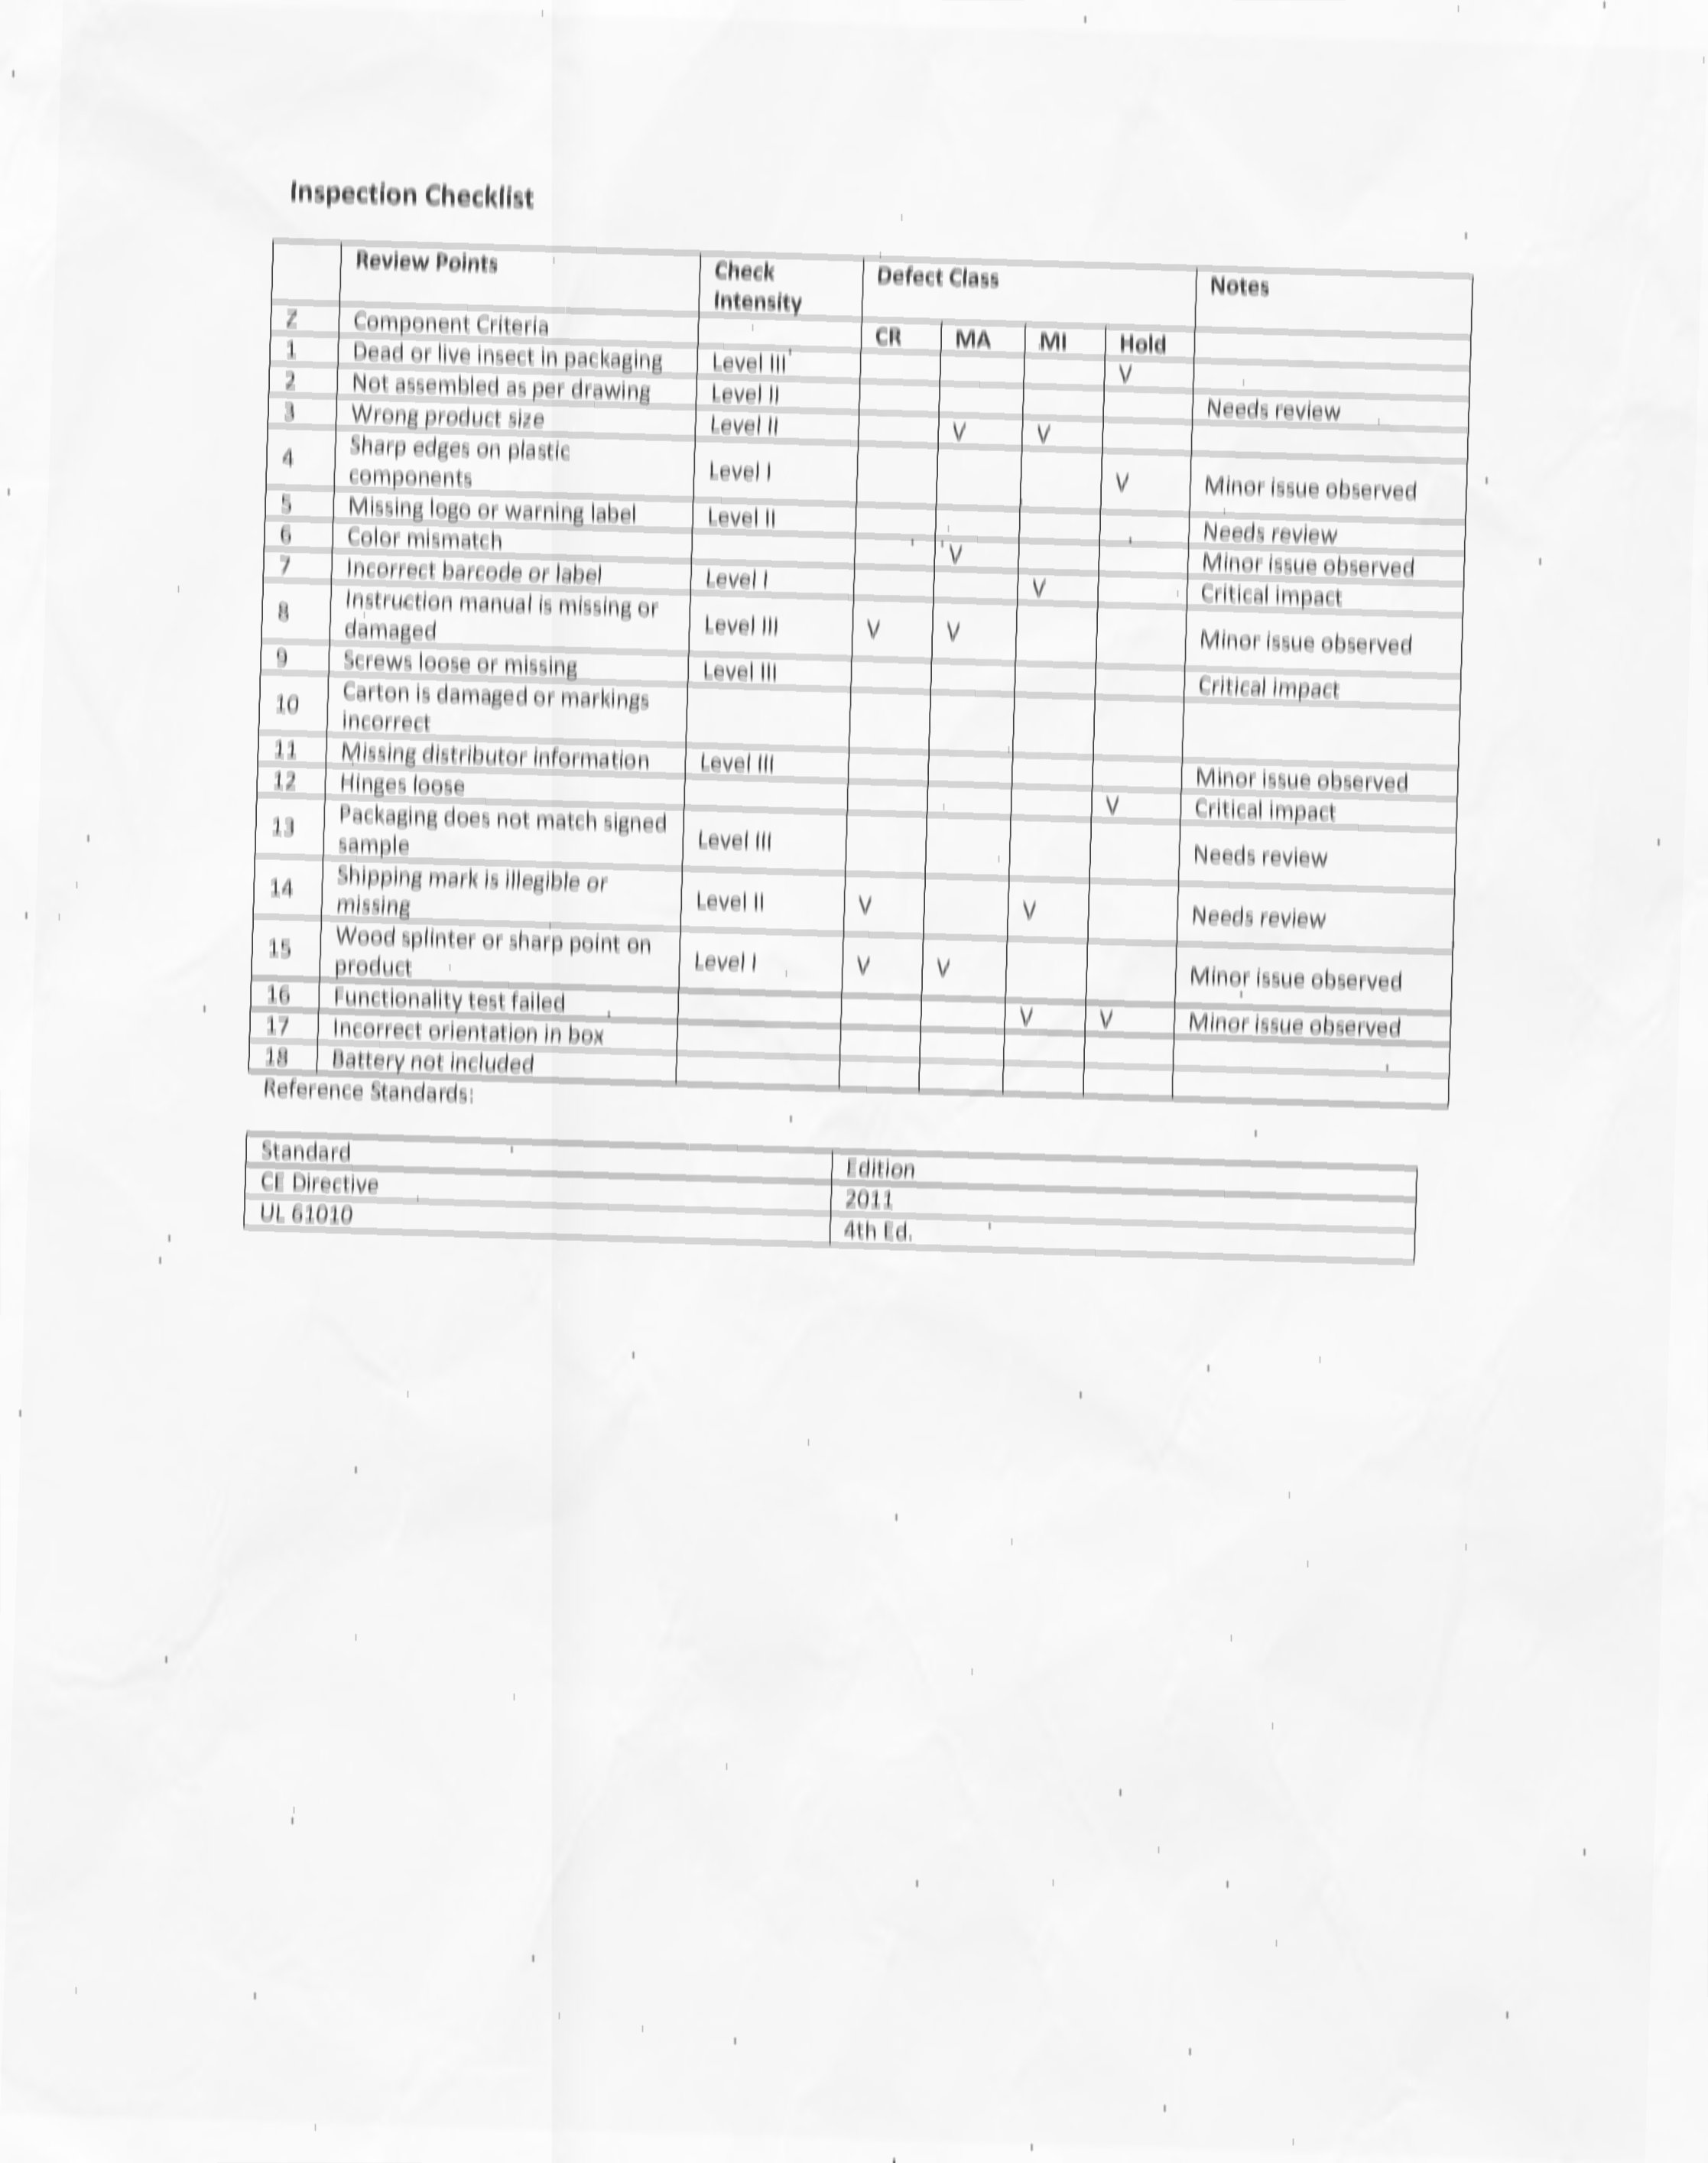 Inspection Checklist
Review Points Check Intensity Defect Class Notes
Z Component Criteria CR MA MI Hold
1 Dead or live insect in packaging Level III V
2 Not assembled as per drawing Level II Needs review
3 Wrong product size Level II V V
4 Sharp edges on plastic components Level I V Minor issue observed
5 Missing logo or warning label Level II Needs review
6 Color mismatch V Minor issue observed
7 Incorrect barcode or label Level I V Critical impact
8 Instruction manual is missing or damaged Level III V V Minor issue observed
9 Screws loose or missing Level III Critical impact
10 Carton is damaged or markings incorrect
11 Missing distributor information Level III Minor issue observed
12 Hinges loose V Critical impact
13 Packaging does not match signed sample Level III Needs review
14 Shipping mark is illegible or missing Level II V V Needs review
15 Wood splinter or sharp point on product Level I V V Minor issue observed
16 Functionality test failed V V Minor issue observed
17 Incorrect orientation in box
18 Battery not included
Reference Standards:
Standard Edition
CE Directive 2011
UL 61010 4th Ed.